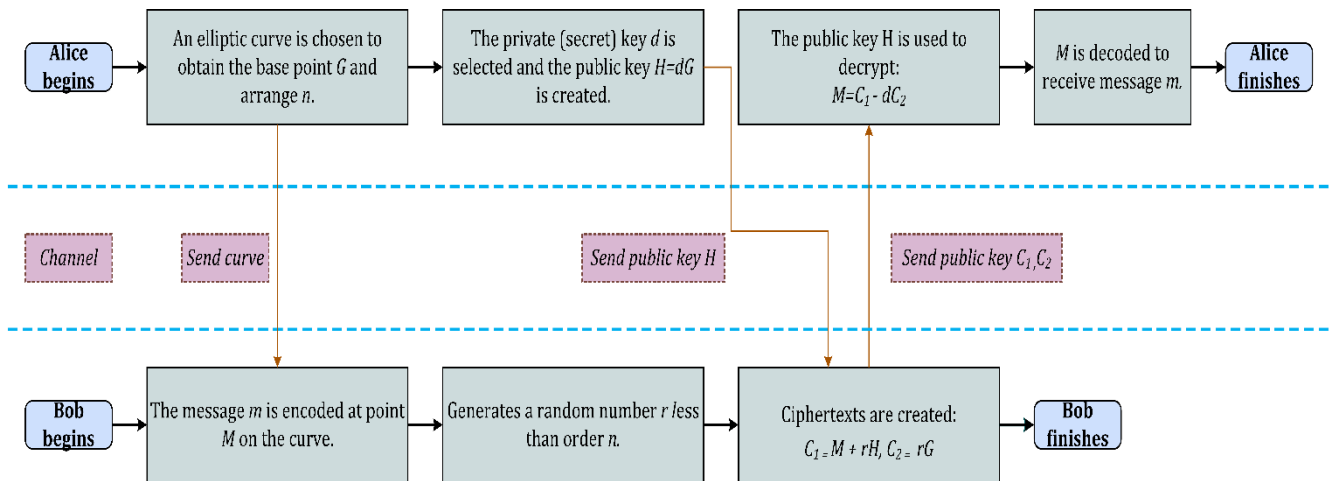 Alice
begins
An elliptic curve is chosen to
obtain the base point G and
arrange n.
The private (secret) key d is
selected and the public key H=dG
is created.
The public key H is used to
decrypt:
M=C₁ - dC₂
M is decoded to
receive message m.
Alice
finishes
Channel
Send curve
Send public key H
Send public key C₁,C₂
Bob
begins
The message m is encoded at point
M on the curve.
Generates a random number r less
than order n.
Ciphertexts are created:
C₁ = M + rH, C₂ = rG
Bob
finishes